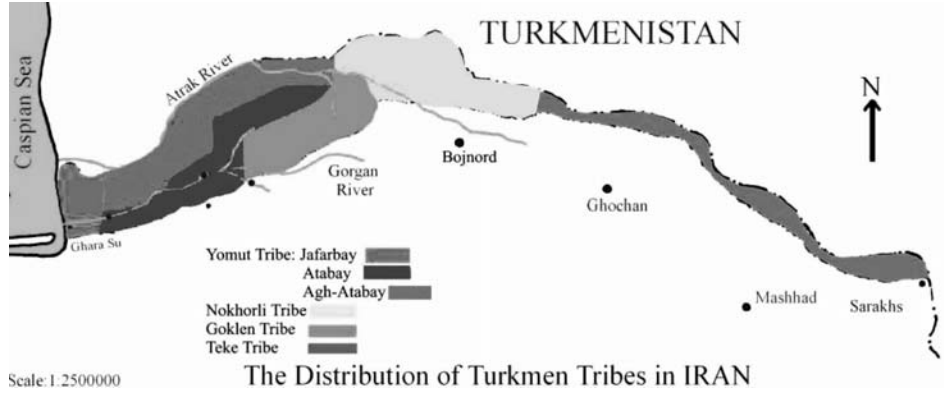 TURKMENISTAN
Caspian Sea
Atrak River
N
Bojnord
Gorgan
River
Ghochan
Ghara Su
Yomut Tribe: Jafarbay
Atabay
Agh-Atabay
Nokhorli Tribe
Goklen Tribe
Teke Tribe
Mashhad
Sarakhs
Scale:1:2500000
The Distribution of Turkmen Tribes in IRAN